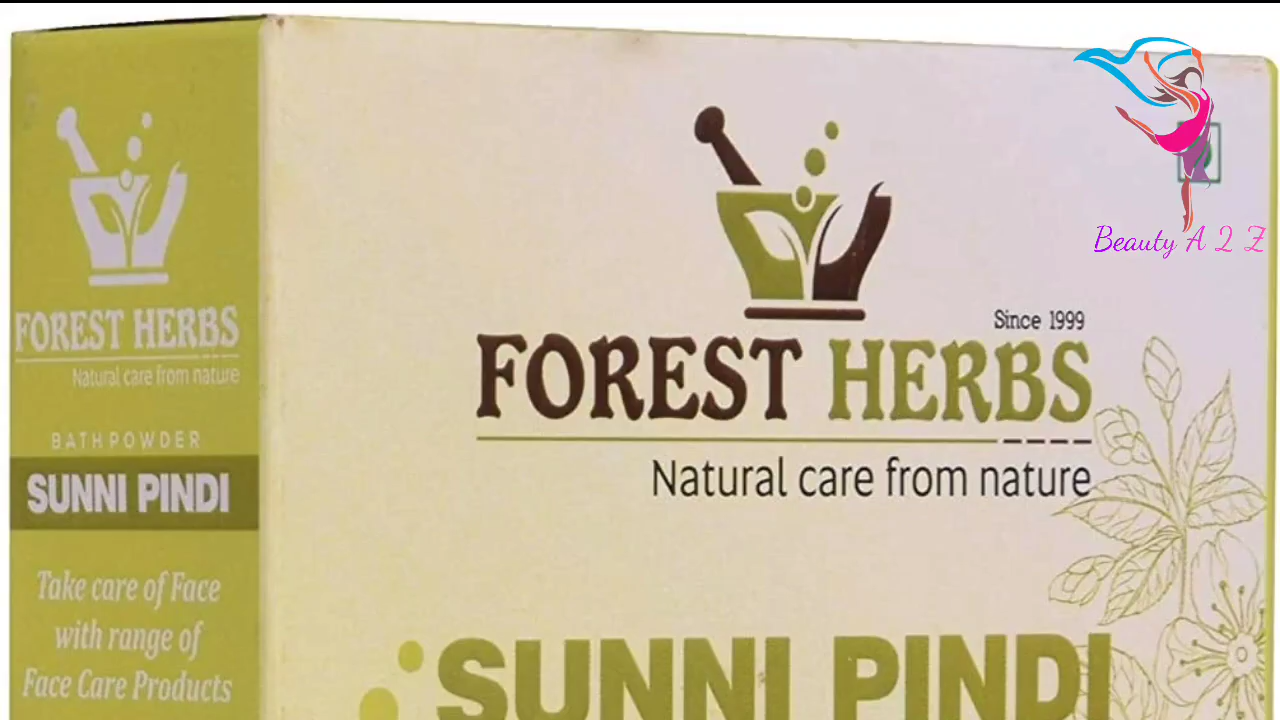 FOREST HERBS
Natural care from nature
BATH POWDER
SUNNI PINDI
Take care of Face
with range of
Face Care Products
Since 1999
FOREST HERBS
Natural care from nature
SUNNI PINDI
Beauty A 2 Z